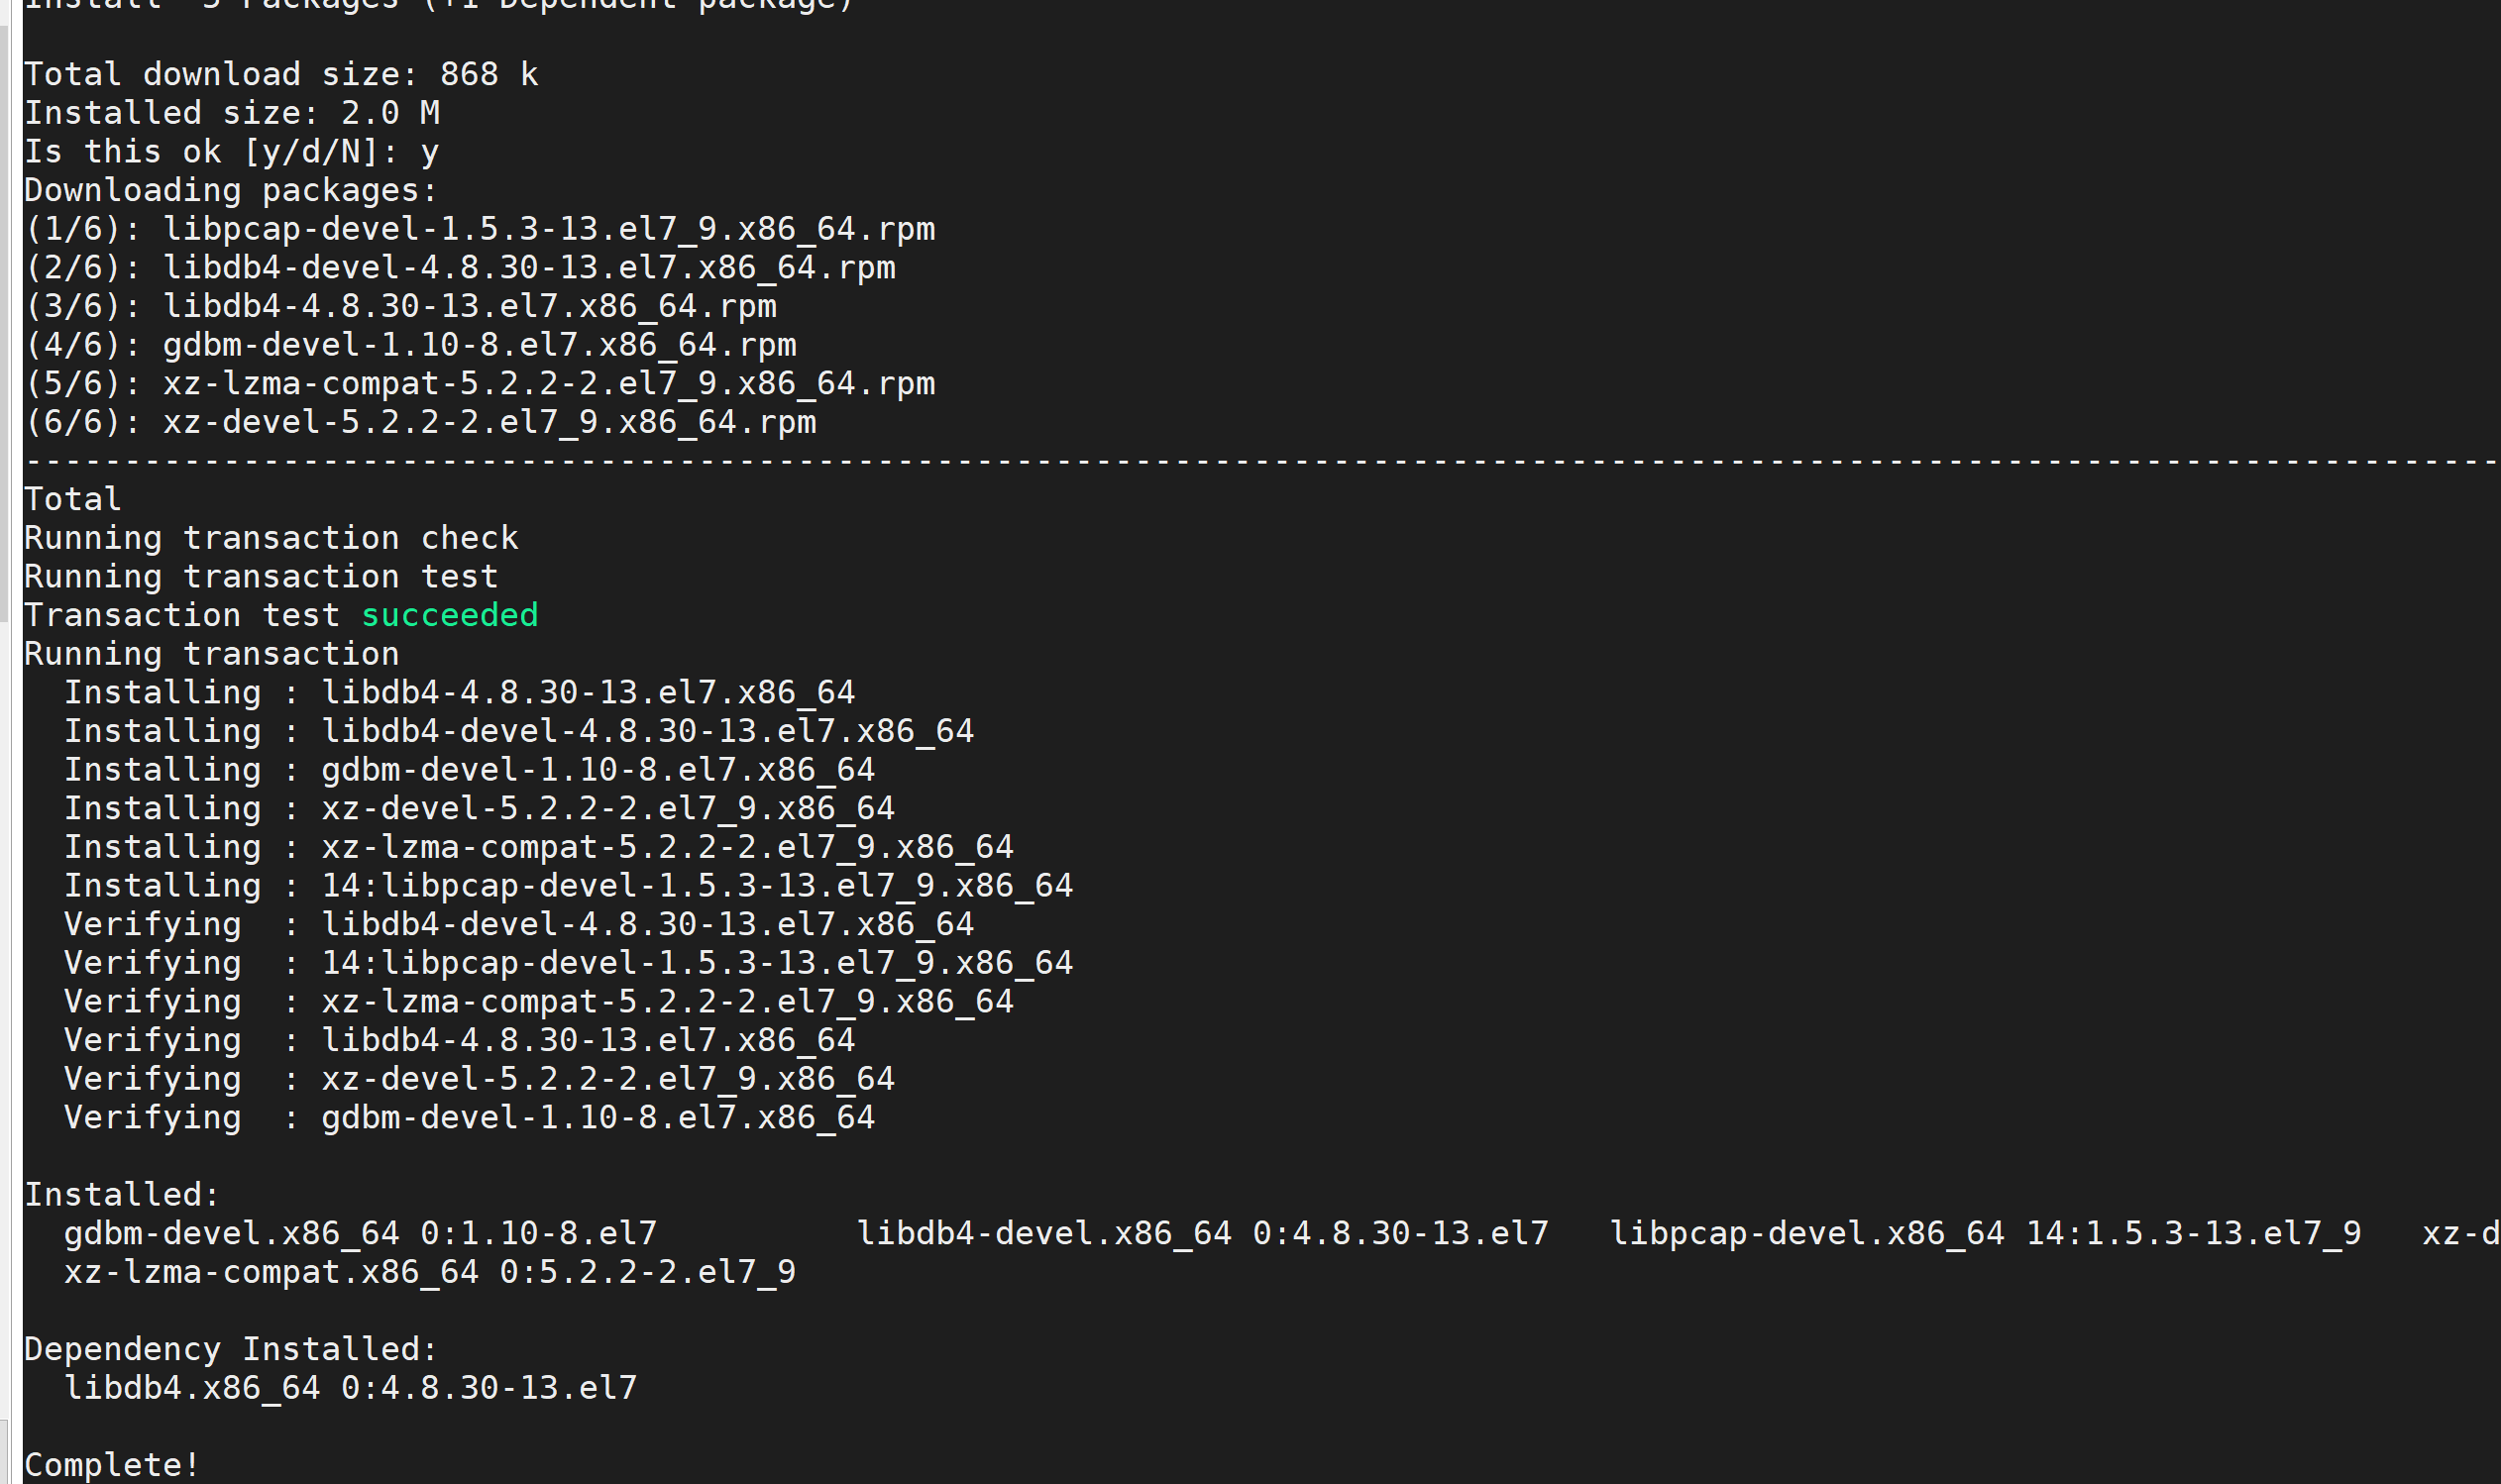 Install  5 Packages (+1 Dependent package)
Total download size: 868 k
Installed size: 2.0 M
Is this ok [y/d/N]: y
Downloading packages:
(1/6): libpcap-devel-1.5.3-13.el7_9.x86_64.rpm
(2/6): libdb4-devel-4.8.30-13.el7.x86_64.rpm
(3/6): libdb4-4.8.30-13.el7.x86_64.rpm
(4/6): gdbm-devel-1.10-8.el7.x86_64.rpm
(5/6): xz-lzma-compat-5.2.2-2.el7_9.x86_64.rpm
(6/6): xz-devel-5.2.2-2.el7_9.x86_64.rpm
-----------------------------------------------------------------------------------------------------------------------------
Total
Running transaction check
Running transaction test
Transaction test succeeded
Running transaction
  Installing : libdb4-4.8.30-13.el7.x86_64
  Installing : libdb4-devel-4.8.30-13.el7.x86_64
  Installing : gdbm-devel-1.10-8.el7.x86_64
  Installing : xz-devel-5.2.2-2.el7_9.x86_64
  Installing : xz-lzma-compat-5.2.2-2.el7_9.x86_64
  Installing : 14:libpcap-devel-1.5.3-13.el7_9.x86_64
  Verifying  : libdb4-devel-4.8.30-13.el7.x86_64
  Verifying  : 14:libpcap-devel-1.5.3-13.el7_9.x86_64
  Verifying  : xz-lzma-compat-5.2.2-2.el7_9.x86_64
  Verifying  : libdb4-4.8.30-13.el7.x86_64
  Verifying  : xz-devel-5.2.2-2.el7_9.x86_64
  Verifying  : gdbm-devel-1.10-8.el7.x86_64
Installed:
  gdbm-devel.x86_64 0:1.10-8.el7          libdb4-devel.x86_64 0:4.8.30-13.el7   libpcap-devel.x86_64 14:1.5.3-13.el7_9   xz-d
  xz-lzma-compat.x86_64 0:5.2.2-2.el7_9
Dependency Installed:
  libdb4.x86_64 0:4.8.30-13.el7
Complete!